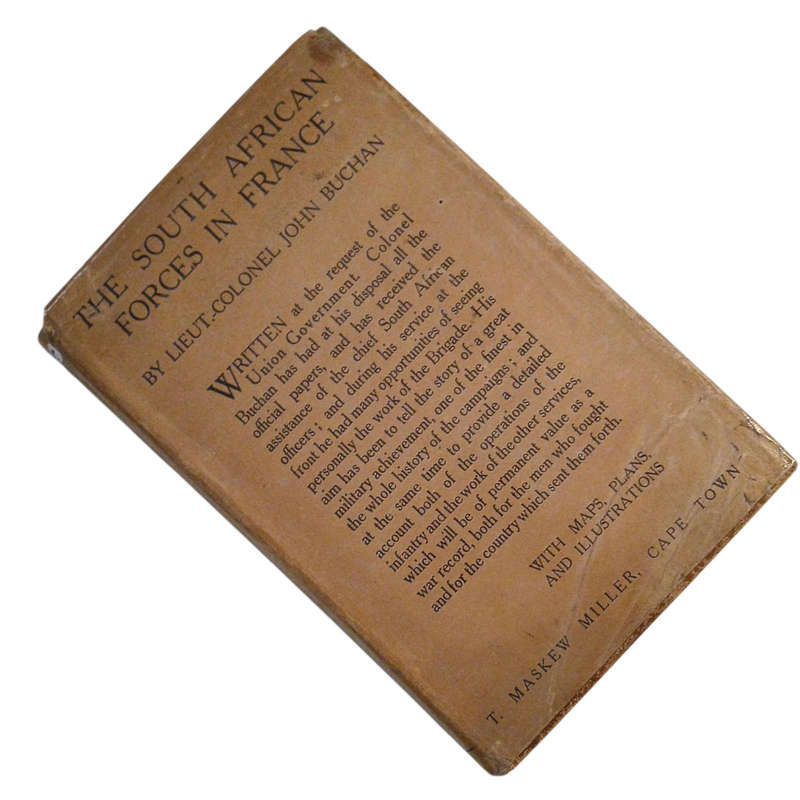 THE SOUTH AFRICAN
FORCES IN FRANCE
BY LIEUT.-COLONEL JOHN BUCHAN
WRITTEN at the request of the
Union Government. Colonel
Buchan has had at his disposal all the
official papers, and has received the
assistance of the chief South African
officers; and during his service at the
front he had many opportunities of seeing
personally the work of the Brigade. His
aim has been to tell the story of a great
military achievement, one of the finest in
the whole history of the campaigns; and
at the same time to provide a detailed
account both of the operations of the
infantry and the work of the other services,
which will be of permanent value as a
war record, both for the men who fought
and for the country which sent them forth.
WITH MAPS, PLANS,
AND ILLUSTRATIONS
T. MASKEW MILLER, CAPE TOWN